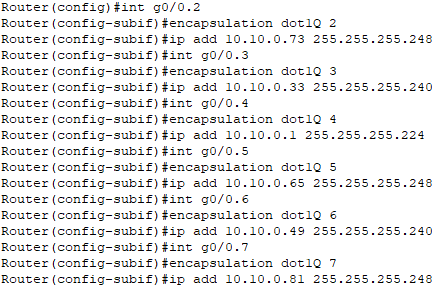 Router(config)#int g0/0.2
Router(config-subif)#encapsulation dot1Q 2
Router(config-subif)#ip add 10.10.0.73 255.255.255.248
Router(config-subif)#int g0/0.3
Router(config-subif)#encapsulation dot1Q 3
Router(config-subif)#ip add 10.10.0.33 255.255.255.240
Router(config-subif)#int g0/0.4
Router(config-subif)#encapsulation dot1Q 4
Router(config-subif)#ip add 10.10.0.1 255.255.255.224
Router(config-subif)#int g0/0.5
Router(config-subif)#encapsulation dot1Q 5
Router(config-subif)#ip add 10.10.0.65 255.255.255.248
Router(config-subif)#int g0/0.6
Router(config-subif)#encapsulation dot1Q 6
Router(config-subif)#ip add 10.10.0.49 255.255.255.240
Router(config-subif)#int g0/0.7
Router(config-subif)#encapsulation dot1Q 7
Router(config-subif)#ip add 10.10.0.81 255.255.255.248